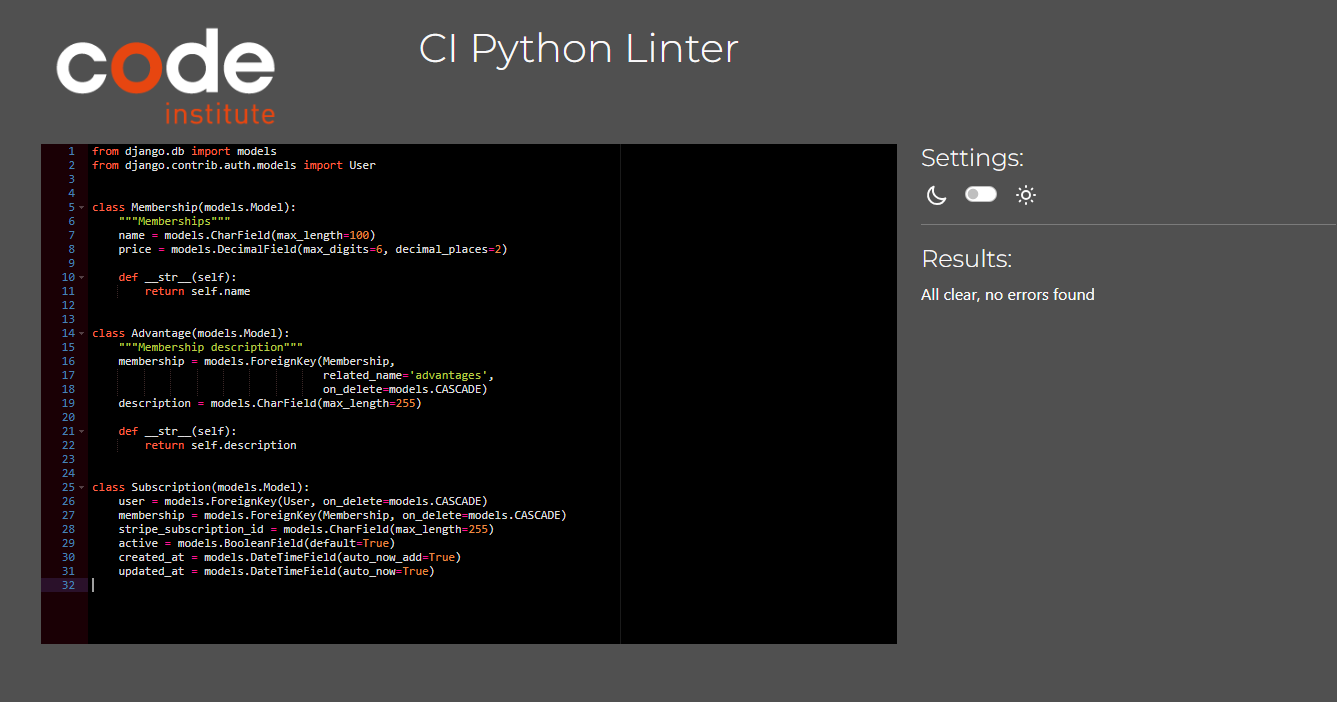 code
institute
CI Python Linter
1 from django.db import models
2 from django.contrib.auth.models import User
3
4
5 class Membership(models.Model):
6     """Memberships"""
7     name = models.CharField(max_length=100)
8     price = models.DecimalField(max_digits=6, decimal_places=2)
9
10     def __str__(self):
11         return self.name
12
13
14 class Advantage(models.Model):
15     """Membership description"""
16     membership = models.ForeignKey(Membership,
17                                    related_name='advantages',
18                                    on_delete=models.CASCADE)
19     description = models.CharField(max_length=255)
20
21     def __str__(self):
22         return self.description
23
24
25 class Subscription(models.Model):
26     user = models.ForeignKey(User, on_delete=models.CASCADE)
27     membership = models.ForeignKey(Membership, on_delete=models.CASCADE)
28     stripe_subscription_id = models.CharField(max_length=255)
29     active = models.BooleanField(default=True)
30     created_at = models.DateTimeField(auto_now_add=True)
31     updated_at = models.DateTimeField(auto_now=True)
32
Settings:
Results:
All clear, no errors found